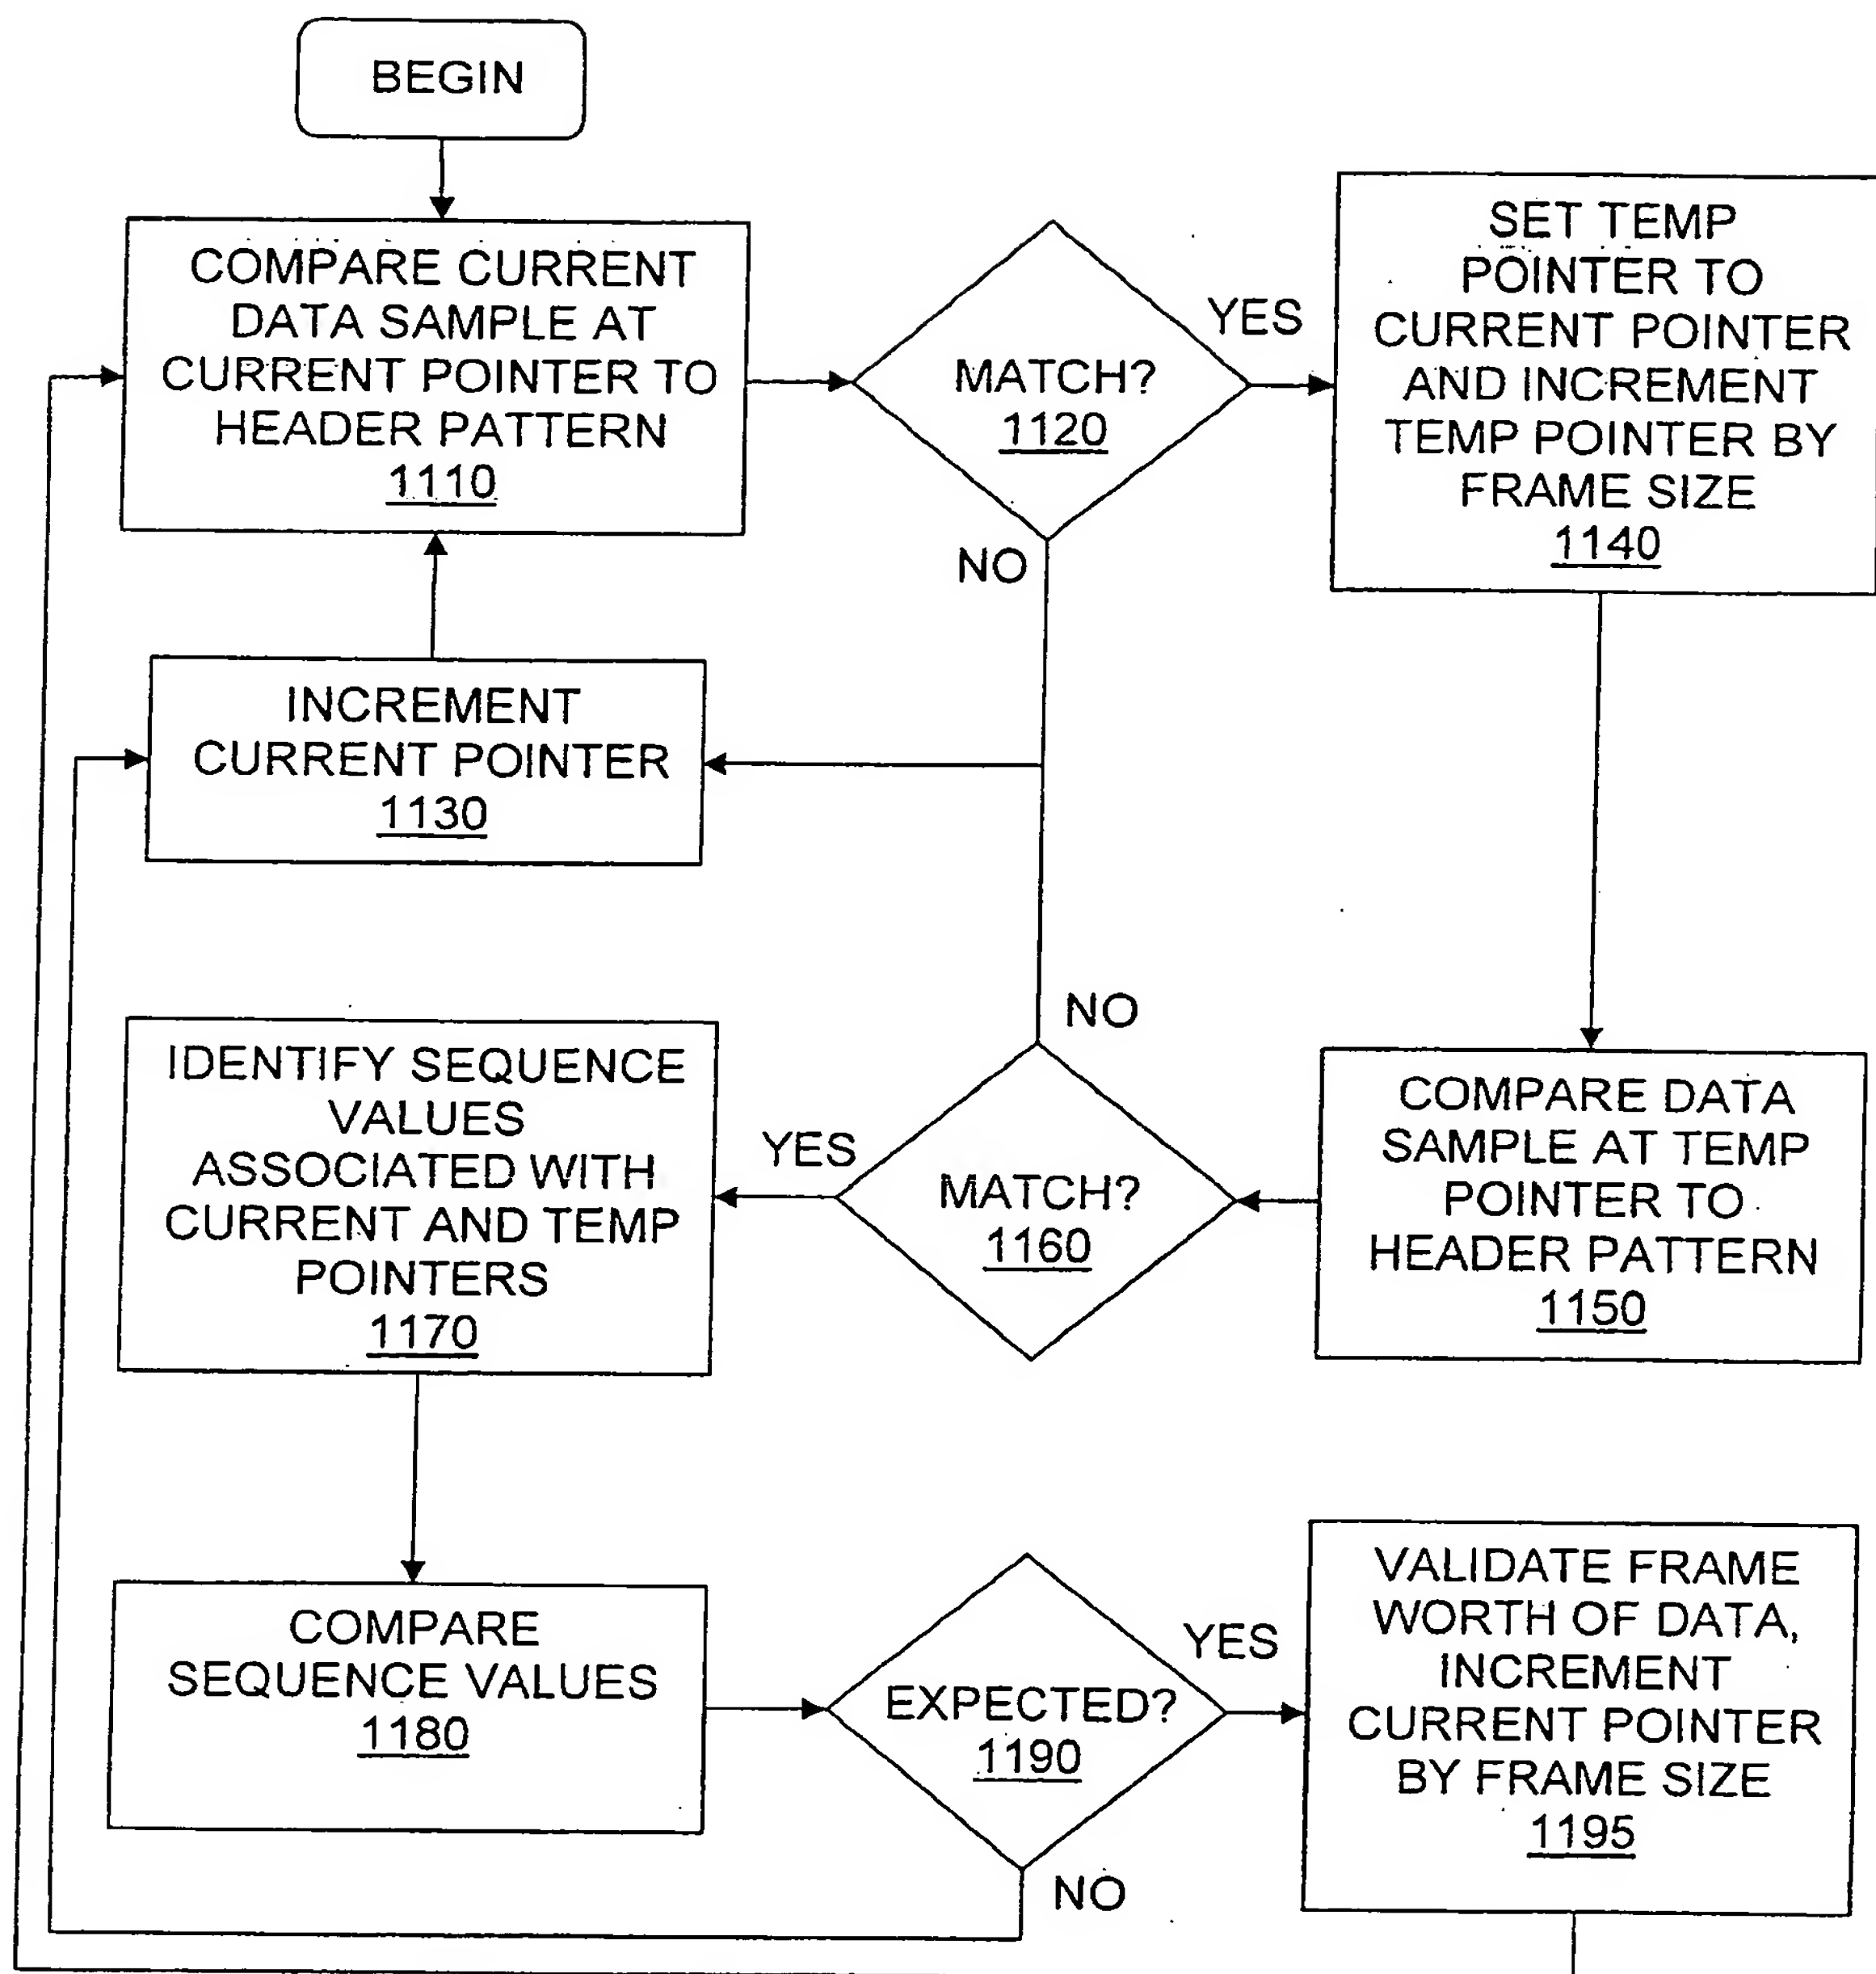 BEGIN
COMPARE CURRENT
DATA SAMPLE AT
CURRENT POINTER TO
HEADER PATTERN
1110
MATCH?
1120
YES
NO
SET TEMP
POINTER TO
CURRENT POINTER
AND INCREMENT
TEMP POINTER BY
FRAME SIZE
1140
INCREMENT
CURRENT POINTER
1130
IDENTIFY SEQUENCE
VALUES
ASSOCIATED WITH
CURRENT AND TEMP
POINTERS
1170
YES
NO
MATCH?
1160
COMPARE DATA
SAMPLE AT TEMP
POINTER TO
HEADER PATTERN
1150
COMPARE
SEQUENCE VALUES
1180
EXPECTED?
1190
YES
NO
VALIDATE FRAME
WORTH OF DATA,
INCREMENT
CURRENT POINTER
BY FRAME SIZE
1195